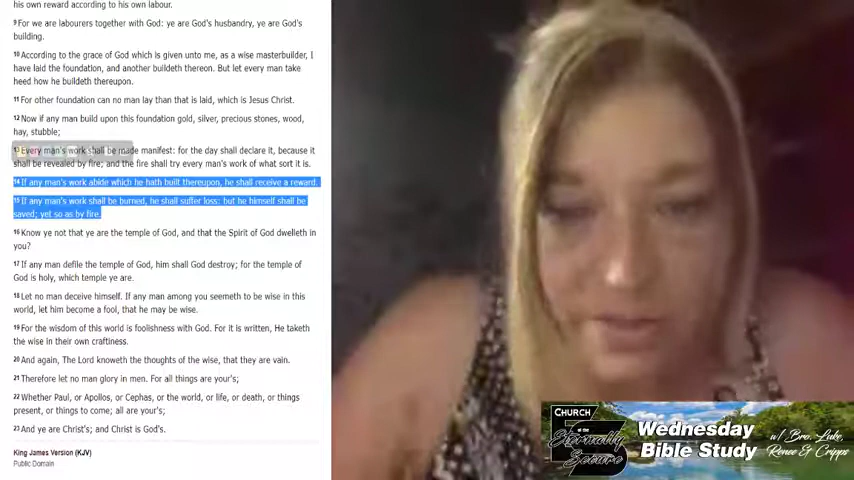 his own reward according to his own labour.
9 For we are labourers together with God: ye are God's husbandry, ye are God's
building.
10 According to the grace of God which is given unto me, as a wise masterbuilder, I
have laid the foundation, and another buildeth thereon. But let every man take
heed how he buildeth thereupon.
11 For other foundation can no man lay than that is laid, which is Jesus Christ.
12 Now if any man build upon this foundation gold, silver, precious stones, wood,
hay, stubble;
13 Every man's work shall be made manifest: for the day shall declare it, because it
shall be revealed by fire; and the fire shall try every man's work of what sort it is.
14 If any man's work abide which he hath built thereupon, he shall receive a reward.
15 If any man's work shall be burned, he shall suffer loss: but he himself shall be
saved; yet so as by fire.
16 Know ye not that ye are the temple of God, and that the Spirit of God dwelleth in
you?
17 If any man defile the temple of God, him shall God destroy; for the temple of
God is holy, which temple ye are.
18 Let no man deceive himself. If any man among you seemeth to be wise in this
world, let him become a fool, that he may be wise.
19 For the wisdom of this world is foolishness with God. For it is written, He taketh
the wise in their own craftiness.
20 And again, The Lord knoweth the thoughts of the wise, that they are vain.
21 Therefore let no man glory in men. For all things are your's;
22 Whether Paul, or Apollos, or Cephas, or the world, or life, or death, or things
present, or things to come; all are your's;
23 And ye are Christ's; and Christ is God's.
King James Version (KJV)
Public Domain
CHURCH
of the
Eternally
Secure
Wednesday
Bible Study
w/ Bro. Luke,
Renee & Cripps